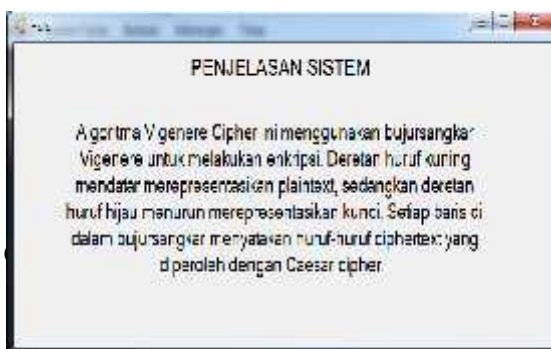 PENJELASAN SISTEM
Algoritma Vigenere Cipher ini menggunakan bujursangkar
Vigenere untuk melakukan enkripsi. Deretan huruf kuning
mendatar merepresentasikan plaintext, sedangkan deretan
huruf hijau menurun merepresentasikan kunci. Setiap baris di
dalam bujursangkar menyatakan huruf-huruf ciphertext yang
diperoleh dengan Caesar cipher.